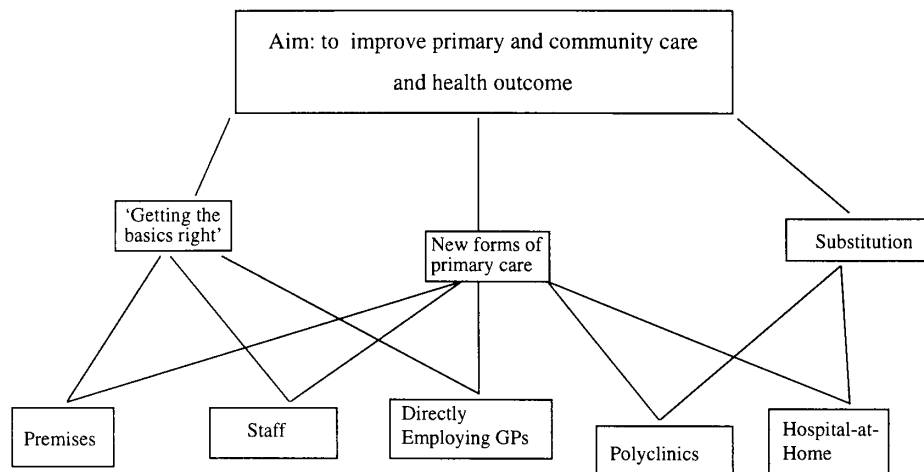 Aim: to improve primary and community care
and health outcome
'Getting the
basics right'
New forms of
primary care
Substitution
Premises
Staff
Directly
Employing GPs
Polyclinics
Hospital-at-
Home